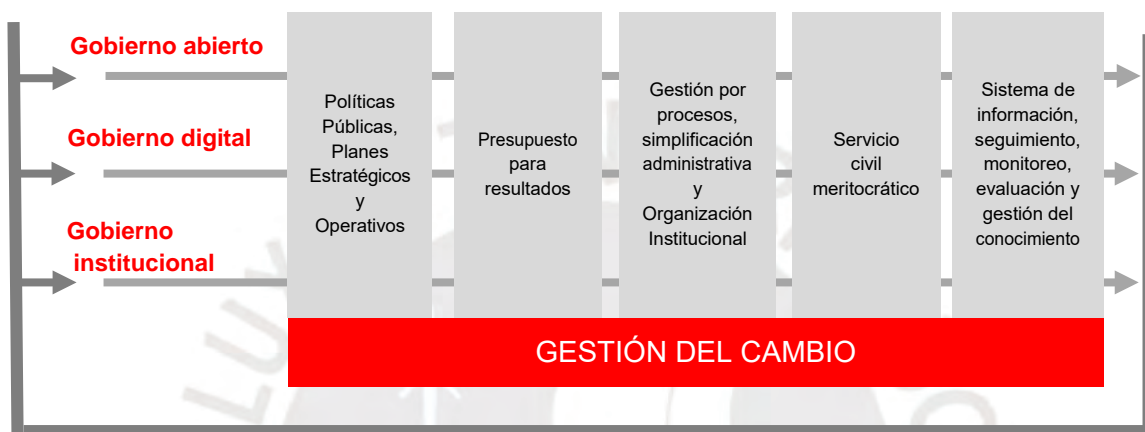 Gobierno abierto
Gobierno digital
Gobierno
institucional
Políticas
Públicas,
Planes
Estratégicos
y
Operativos
Presupuesto
para
resultados
Gestión por
procesos,
simplificación
administrativa
y
Organización
Institucional
Servicio
civil
meritocrático
Sistema de
información,
seguimiento,
monitoreo,
evaluación y
gestión del
conocimiento
GESTIÓN DEL CAMBIO
LUX